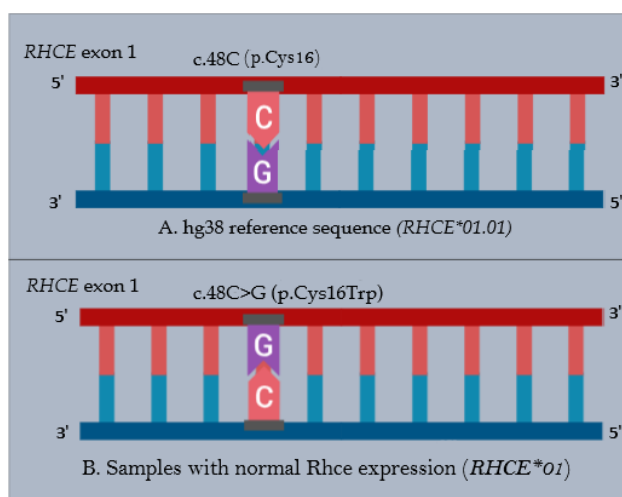 RHCE exon 1
c.48C (p.Cys16)
5' 3'
C
G
3' 5'
A. hg38 reference sequence (RHCE*01.01)
RHCE exon 1
c.48C>G (p.Cys16Trp)
5' 3'
G
C
3' 5'
B. Samples with normal Rhce expression (RHCE*01)